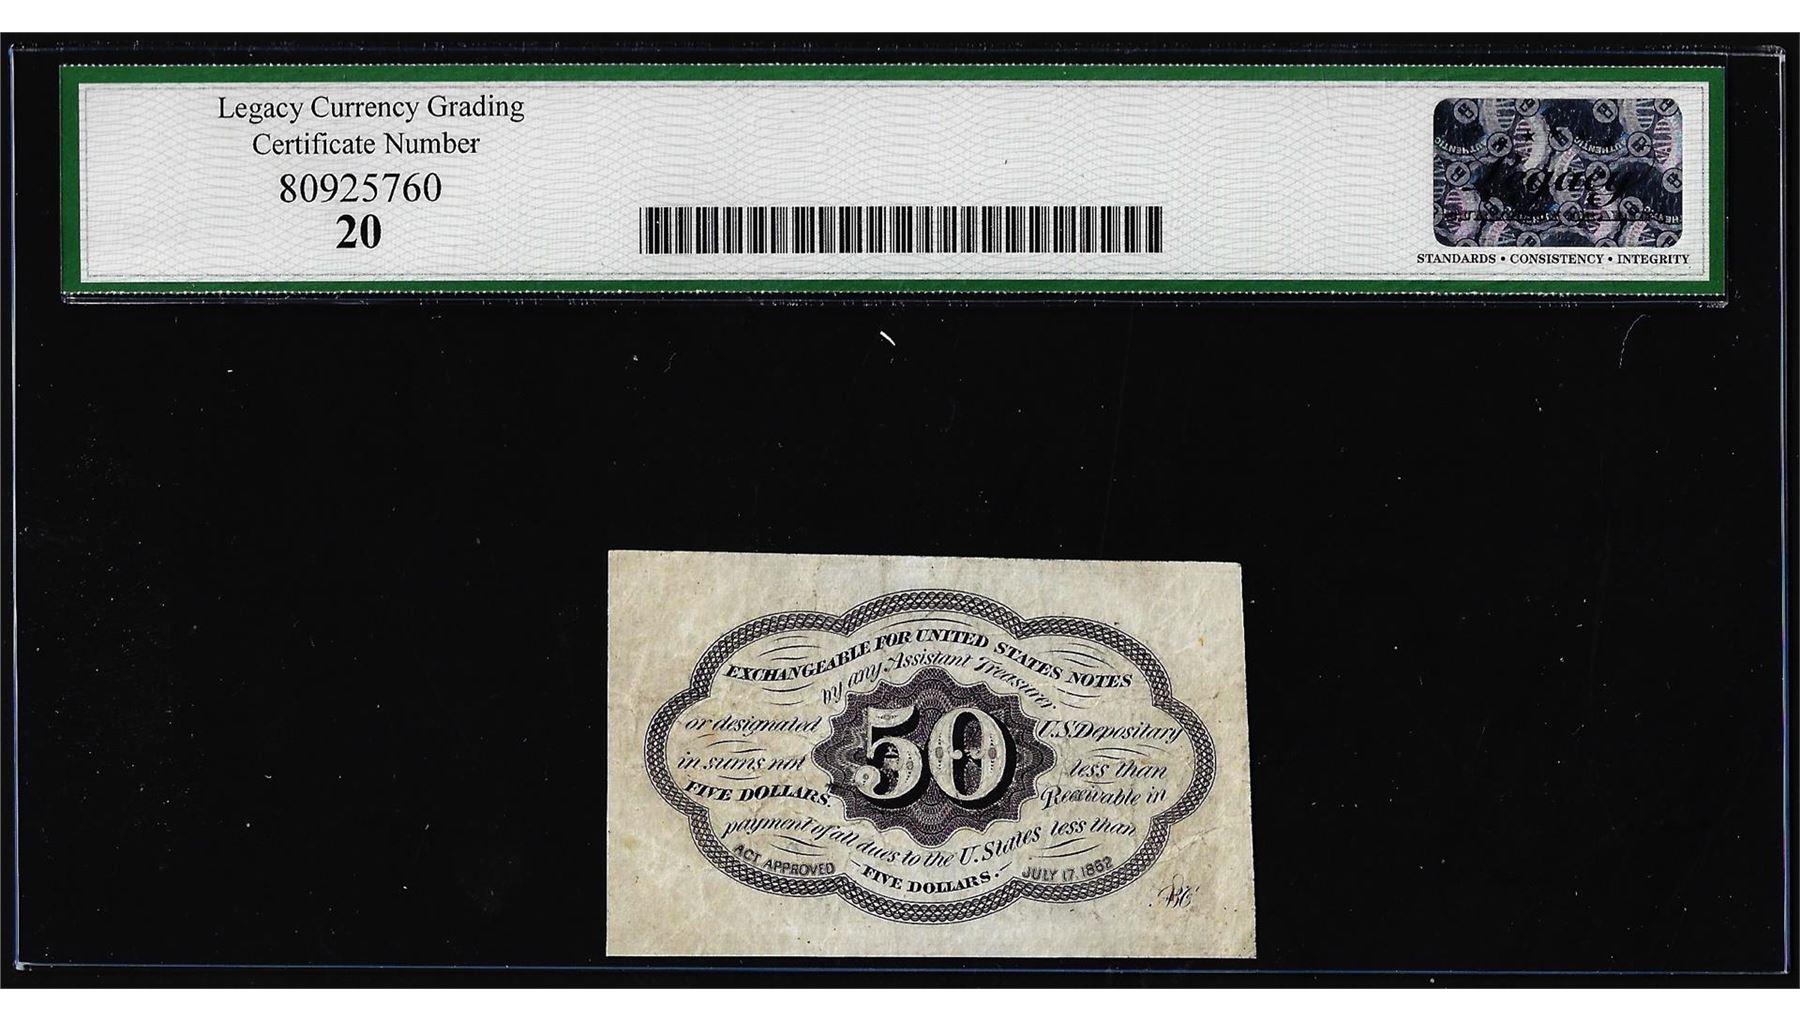 Legacy Currency Grading
Certificate Number
80925760
20
Legacy
STANDARDS • CONSISTENCY • INTEGRITY
EXCHANGEABLE FOR UNITED STATES NOTES
by any Assistant Treasurer
or designated U.S. Depositary
in sums not less than
FIVE DOLLARS. Receivable in
payment of all dues to the U. States less than
FIVE DOLLARS.
50
ACT APPROVED JULY 17, 1862